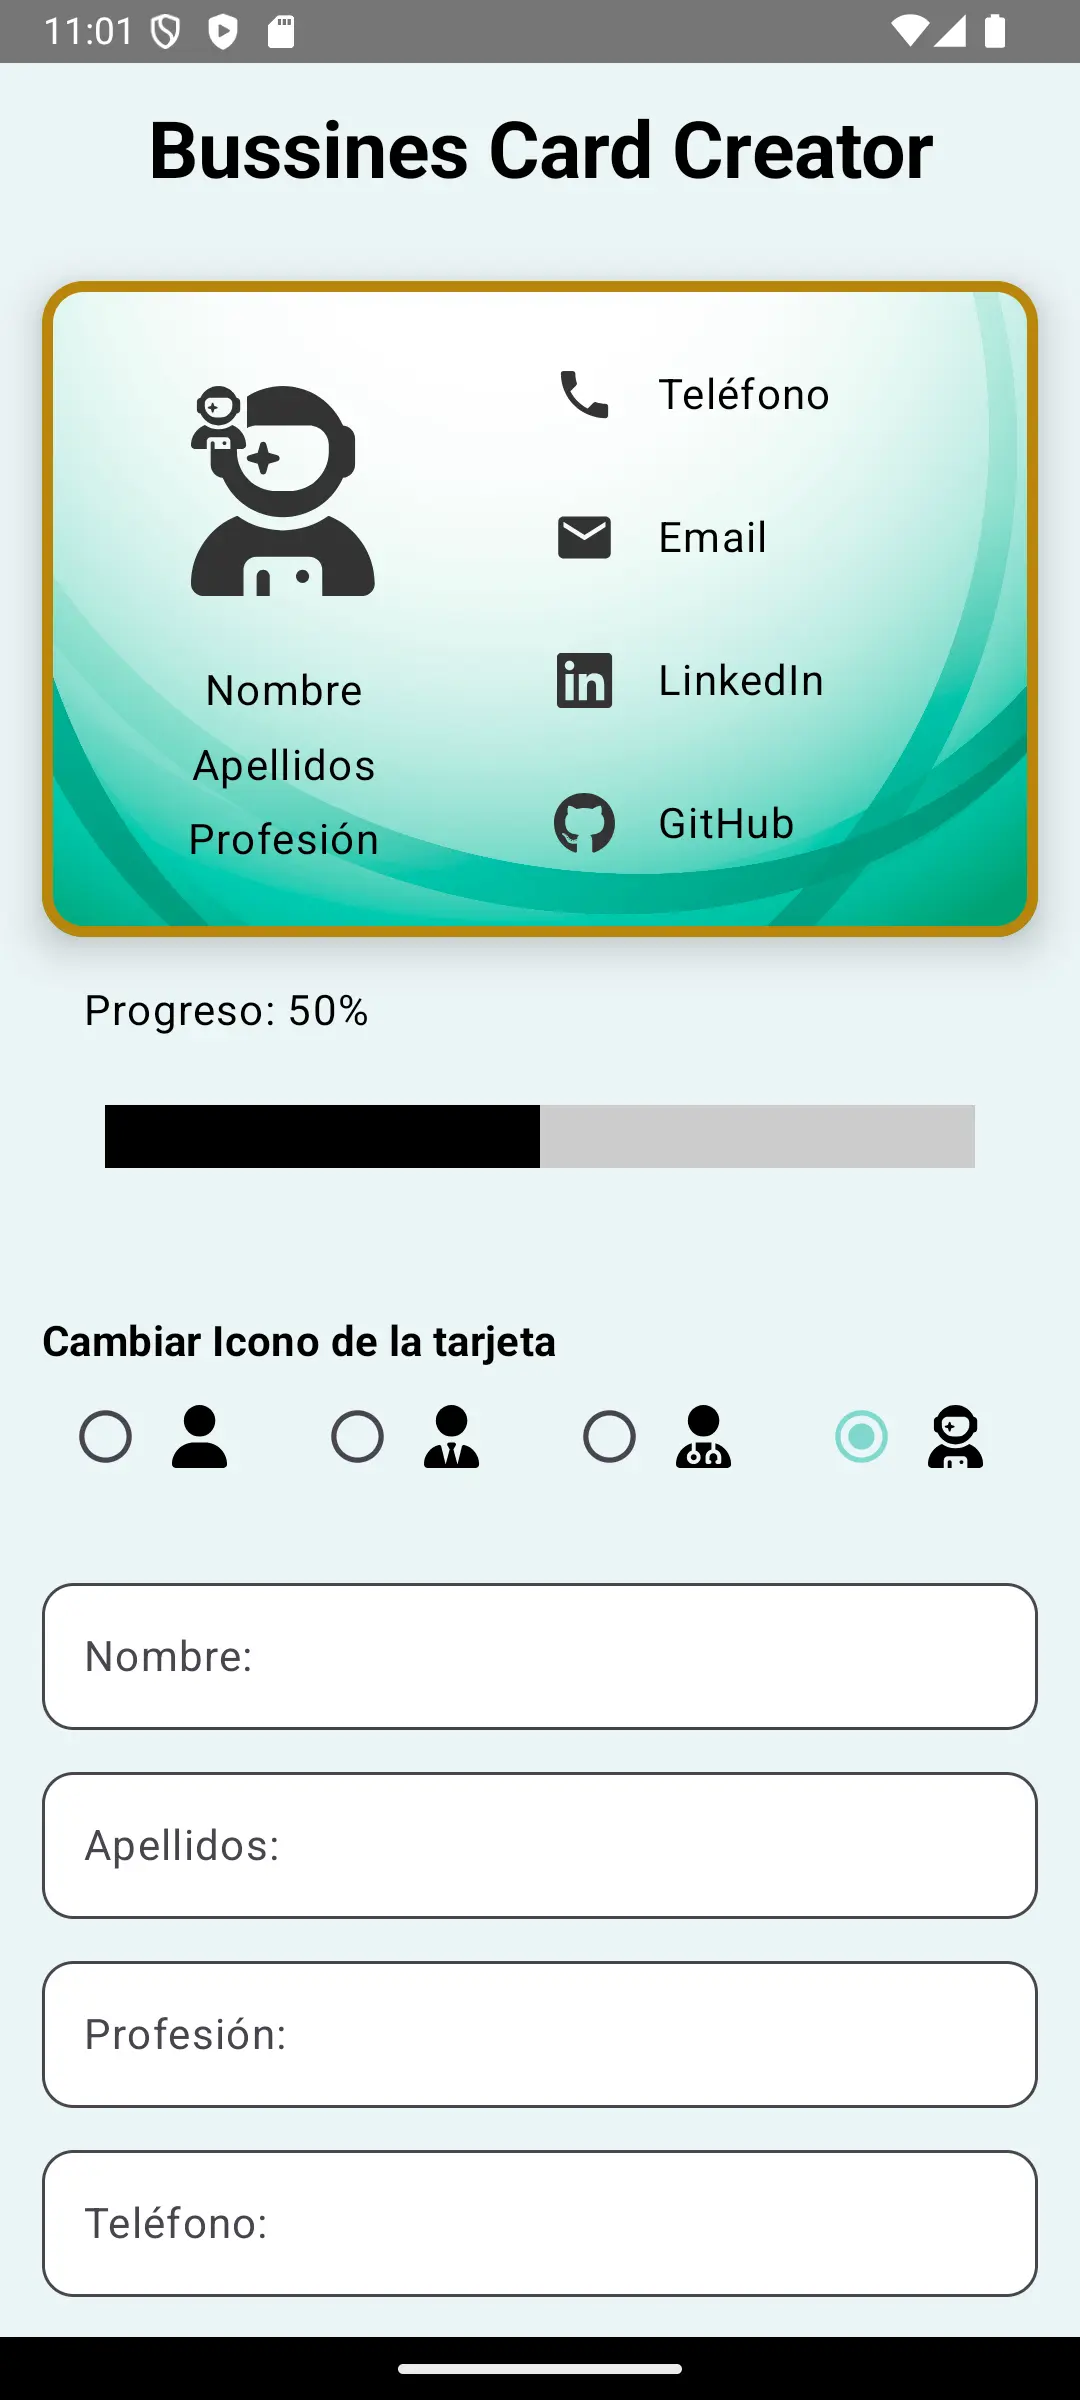 11:01
Bussines Card Creator
Teléfono
Email
LinkedIn
GitHub
Nombre
Apellidos
Profesión
Progreso: 50%
Cambiar Icono de la tarjeta
Nombre:
Apellidos:
Profesión:
Teléfono: